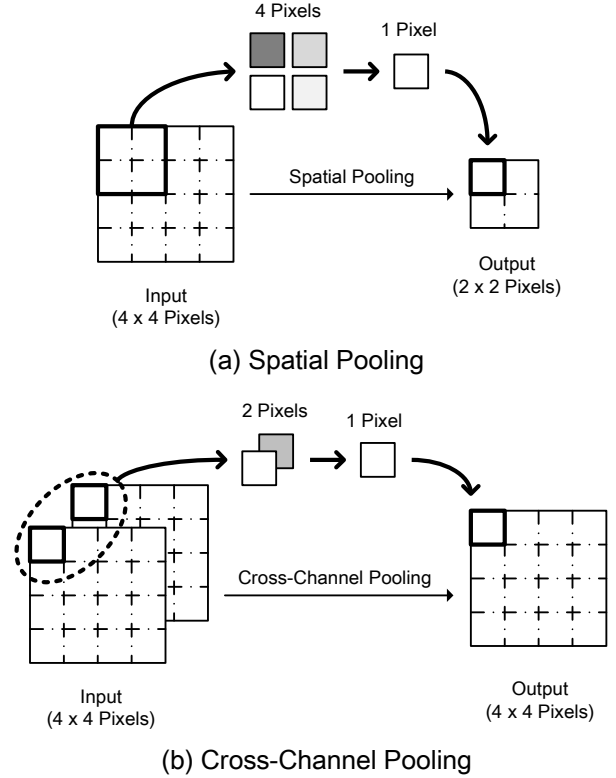 4 Pixels
1 Pixel
Spatial Pooling
Input
(4 x 4 Pixels)
Output
(2 x 2 Pixels)
(a) Spatial Pooling
2 Pixels
1 Pixel
Cross-Channel Pooling
Input
(4 x 4 Pixels)
Output
(4 x 4 Pixels)
(b) Cross-Channel Pooling